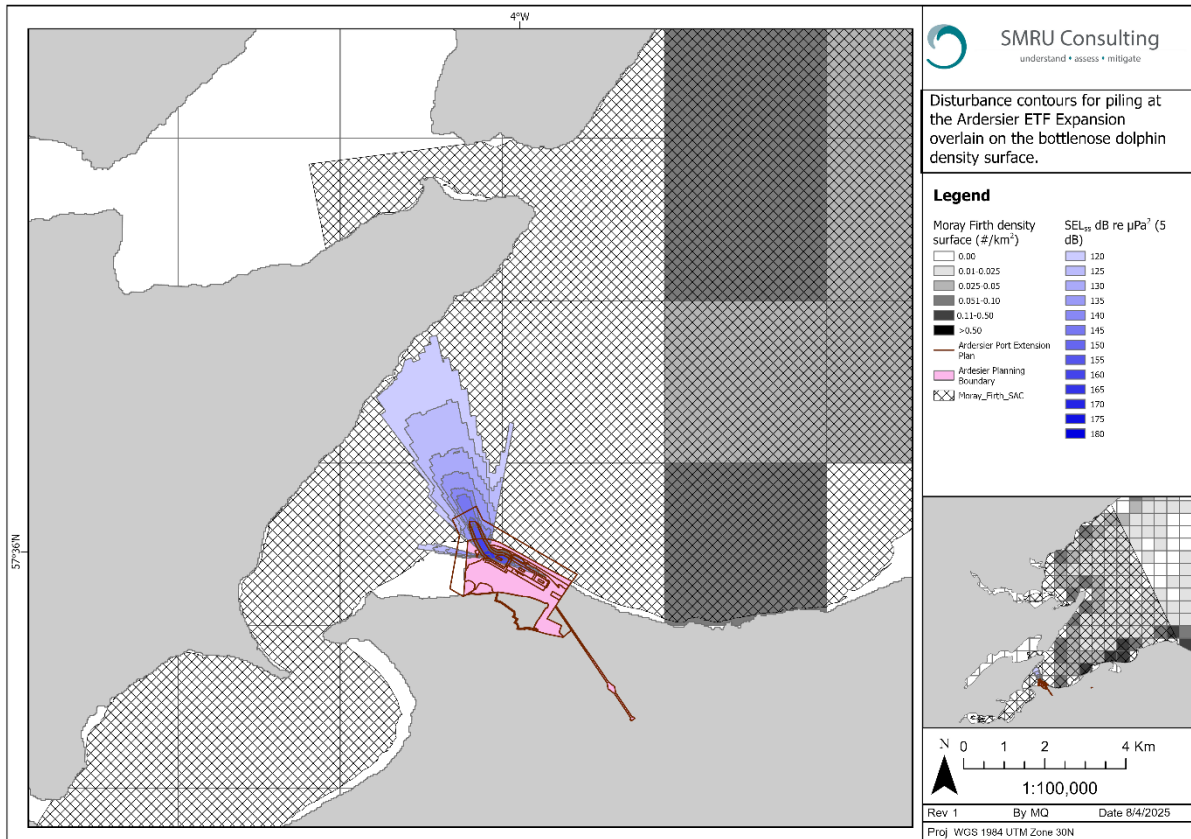 4°W
57°36'N
SMRU Consulting
understand • assess • mitigate
Disturbance contours for piling at
the Ardersier ETF Expansion
overlain on the bottlenose dolphin
density surface.
Legend
Moray Firth density
surface (#/km²)
0.00
0.01-0.025
0.025-0.05
0.051-0.10
0.11-0.50
>0.50
Ardersier Port Extension
Plan
Ardesier Planning
Boundary
Moray_Firth_SAC
SELss dB re µPa² (5
dB)
120
125
130
135
140
145
150
155
160
165
170
175
180
N
0 1 2 4 Km
1:100,000
Rev 1 By MQ Date 8/4/2025
Proj WGS 1984 UTM Zone 30N